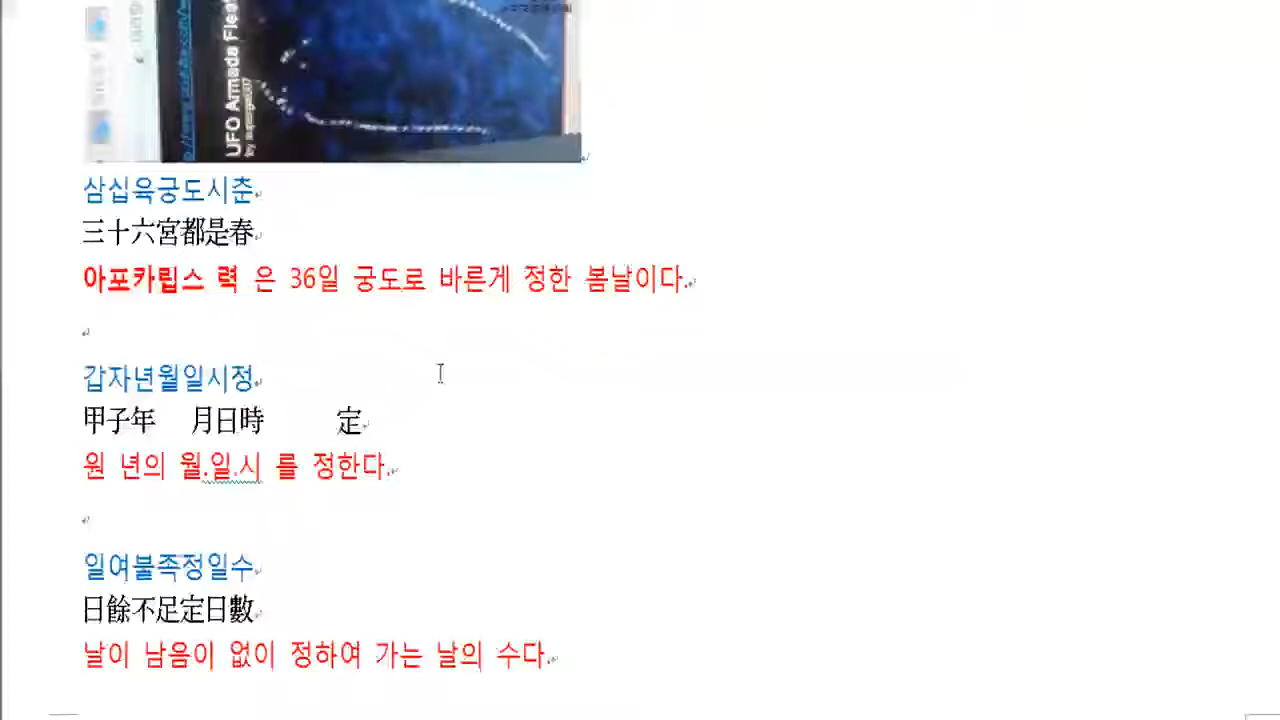 UFO Armada Flee
삼십육궁도시춘
三十六宮都是春
아포카립스 력 은 36일 궁도로 바른게 정한 봄날이다.
갑자년월일시정
甲子年 月日時 定
원 년의 월.일.시 를 정한다.
일여불족정일수
日餘不足定日數
날이 남음이 없이 정하여 가는 날의 수다.